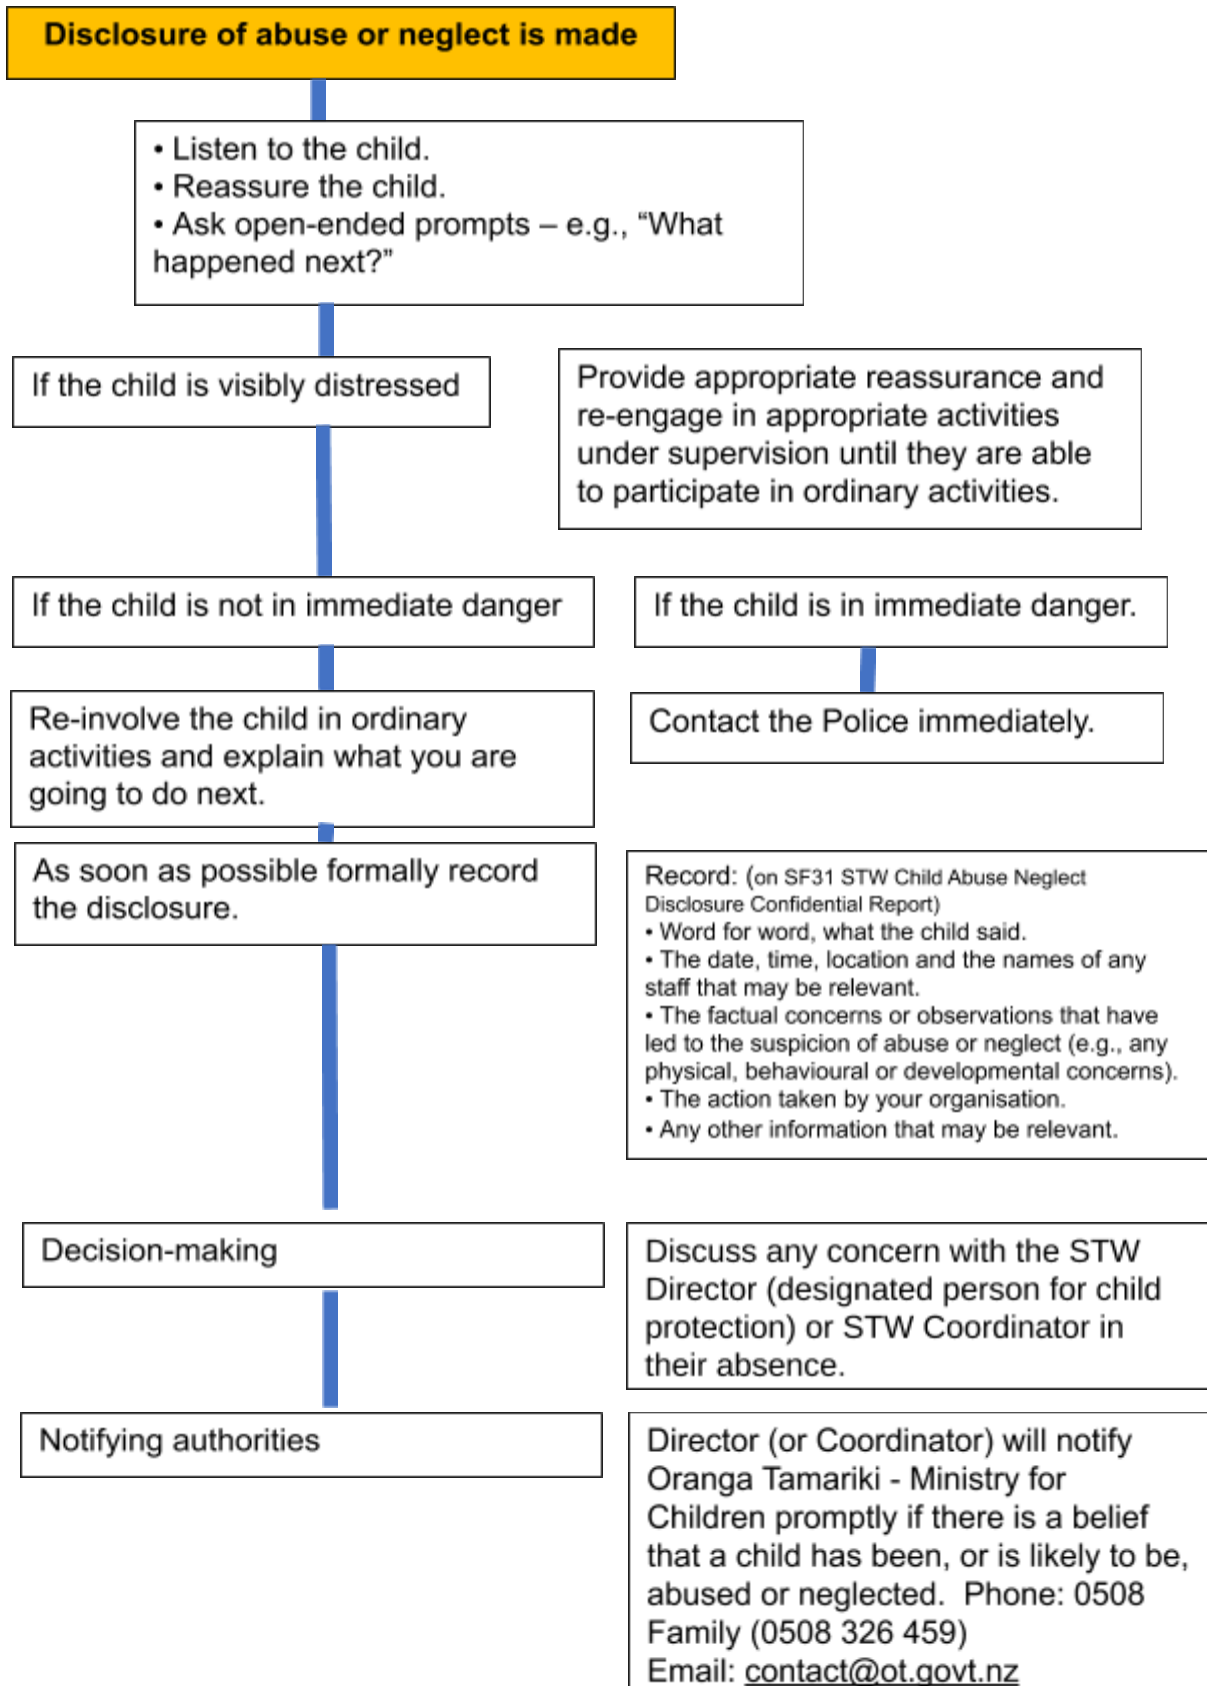 Disclosure of abuse or neglect is made
• Listen to the child.
• Reassure the child.
• Ask open-ended prompts – e.g., “What
happened next?”
If the child is visibly distressed
Provide appropriate reassurance and
re-engage in appropriate activities
under supervision until they are able
to participate in ordinary activities.
If the child is not in immediate danger
If the child is in immediate danger.
Re-involve the child in ordinary
activities and explain what you are
going to do next.
Contact the Police immediately.
As soon as possible formally record
the disclosure.
Record: (on SF31 STW Child Abuse Neglect
Disclosure Confidential Report)
• Word for word, what the child said.
• The date, time, location and the names of any
staff that may be relevant.
• The factual concerns or observations that have
led to the suspicion of abuse or neglect (e.g., any
physical, behavioural or developmental concerns).
• The action taken by your organisation.
• Any other information that may be relevant.
Decision-making
Discuss any concern with the STW
Director (designated person for child
protection) or STW Coordinator in
their absence.
Notifying authorities
Director (or Coordinator) will notify
Oranga Tamariki - Ministry for
Children promptly if there is a belief
that a child has been, or is likely to be,
abused or neglected.  Phone: 0508
Family (0508 326 459)
Email: contact@ot.govt.nz